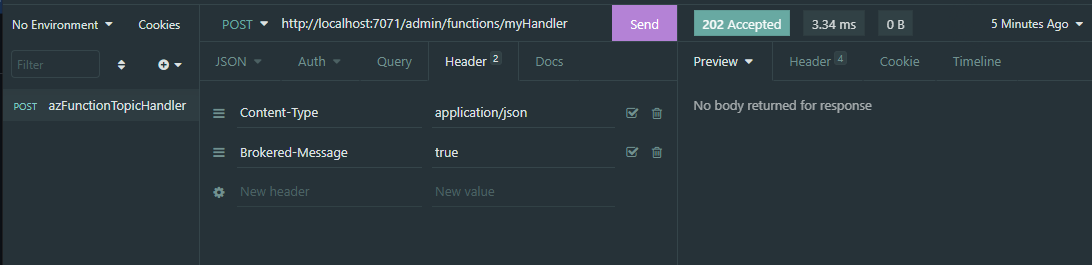 No Environment Cookies POST http://localhost:7071/admin/functions/myHandler Send 202 Accepted 3.34 ms 0 B 5 Minutes Ago
Filter JSON Auth Query Header 2 Docs Preview Header 4 Cookie Timeline
POST azFunctionTopicHandler Content-Type application/json No body returned for response
Brokered-Message true
New header New value